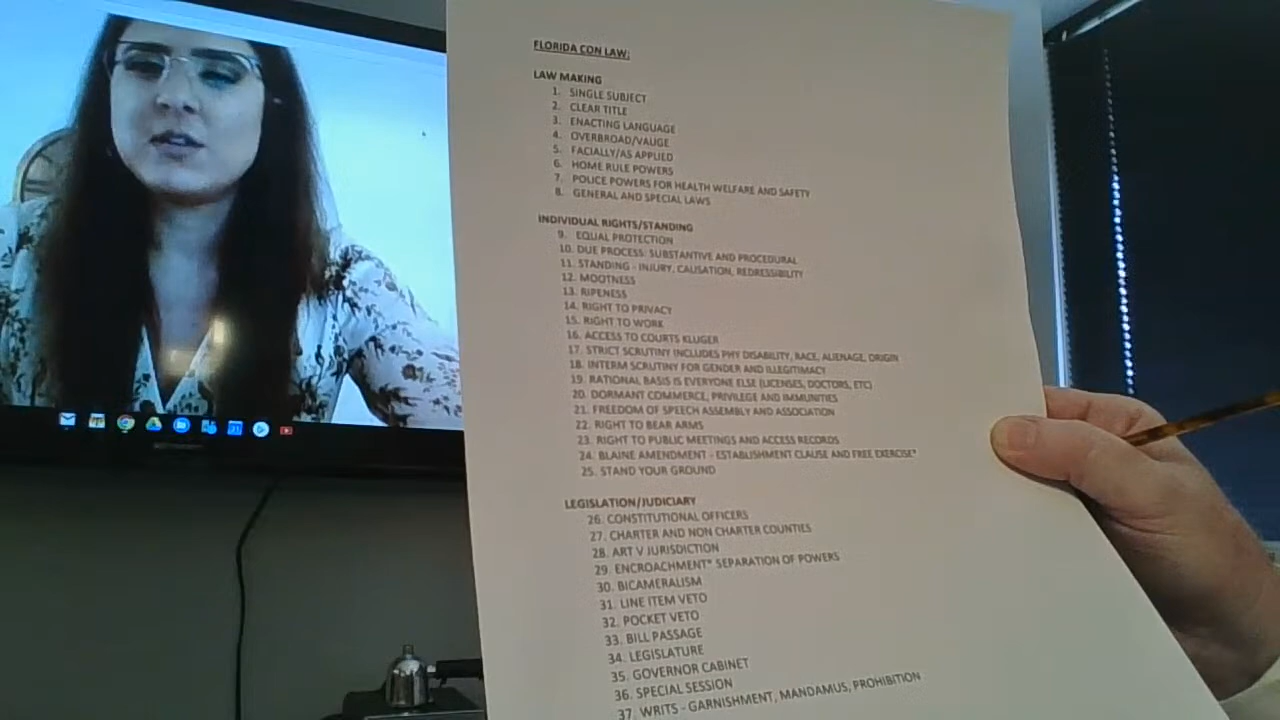 FLORIDA CON LAW:
LAW MAKING
1. SINGLE SUBJECT
2. CLEAR TITLE
3. ENACTING LANGUAGE
4. OVERBROAD/VAUGE
5. FACIALLY/AS APPLIED
6. HOME RULE POWERS
7. POLICE POWERS FOR HEALTH WELFARE AND SAFETY
8. GENERAL AND SPECIAL LAWS
INDIVIDUAL RIGHTS/STANDING
9. EQUAL PROTECTION
10. DUE PROCESS: SUBSTANTIVE AND PROCEDURAL
11. STANDING - INJURY, CAUSATION, REDRESSIBILITY
12. MOOTNESS
13. RIPENESS
14. RIGHT TO PRIVACY
15. RIGHT TO WORK
16. ACCESS TO COURTS KLUGER
17. STRICT SCRUTINY INCLUDES PHY DISABILITY, RACE, ALIENAGE, ORIGIN
18. INTERM SCRUTINY FOR GENDER AND ILLEGITIMACY
19. RATIONAL BASIS IS EVERYONE ELSE (LICENSES, DOCTORS, ETC)
20. DORMANT COMMERCE, PRIVILEGE AND IMMUNITIES
21. FREEDOM OF SPEECH ASSEMBLY AND ASSOCIATION
22. RIGHT TO BEAR ARMS
23. RIGHT TO PUBLIC MEETINGS AND ACCESS RECORDS
24. BLAINE AMENDMENT - ESTABLISHMENT CLAUSE AND FREE EXERCISE*
25. STAND YOUR GROUND
LEGISLATION/JUDICIARY
26. CONSTITUTIONAL OFFICERS
27. CHARTER AND NON CHARTER COUNTIES
28. ART V JURISDICTION
29. ENCROACHMENT* SEPARATION OF POWERS
30. BICAMERALISM
31. LINE ITEM VETO
32. POCKET VETO
33. BILL PASSAGE
34. LEGISLATURE
35. GOVERNOR CABINET
36. SPECIAL SESSION
37. WRITS - GARNISHMENT, MANDAMUS, PROHIBITION